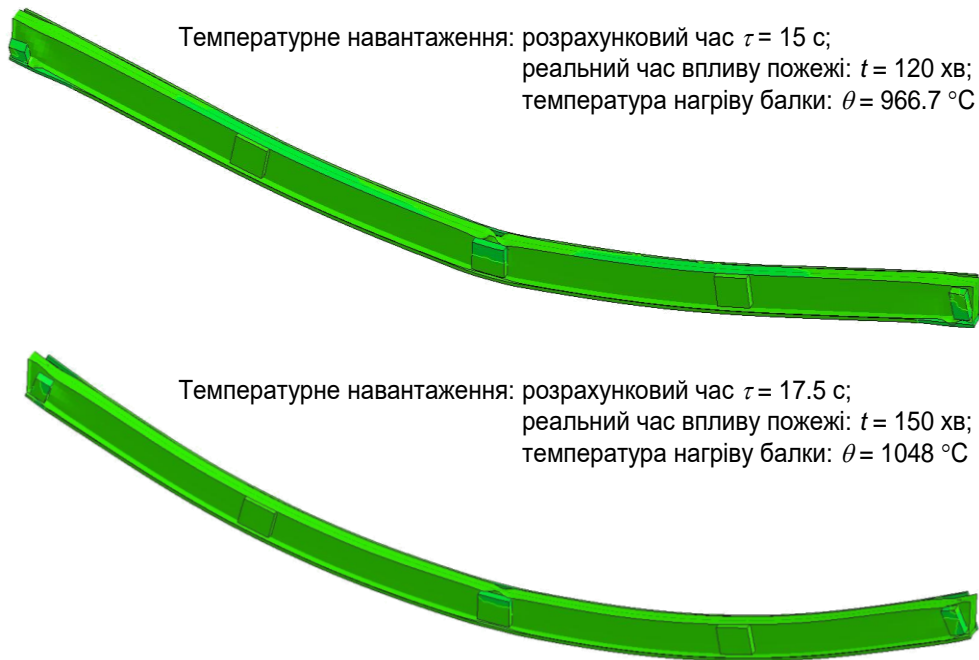 Температурне навантаження: розрахунковий час τ = 15 с;
реальний час впливу пожежі: t = 120 хв;
температура нагріву балки: θ = 966.7 °C
Температурне навантаження: розрахунковий час τ = 17.5 с;
реальний час впливу пожежі: t = 150 хв;
температура нагріву балки: θ = 1048 °C